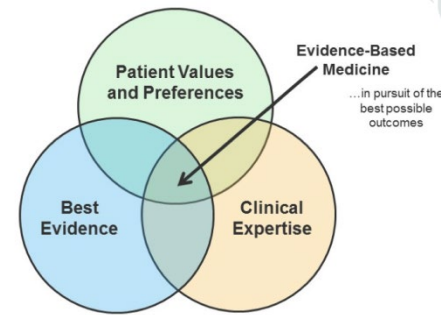 Patient Values
and Preferences
Evidence-Based
Medicine
...in pursuit of the
best possible
outcomes
Best
Evidence
Clinical
Expertise